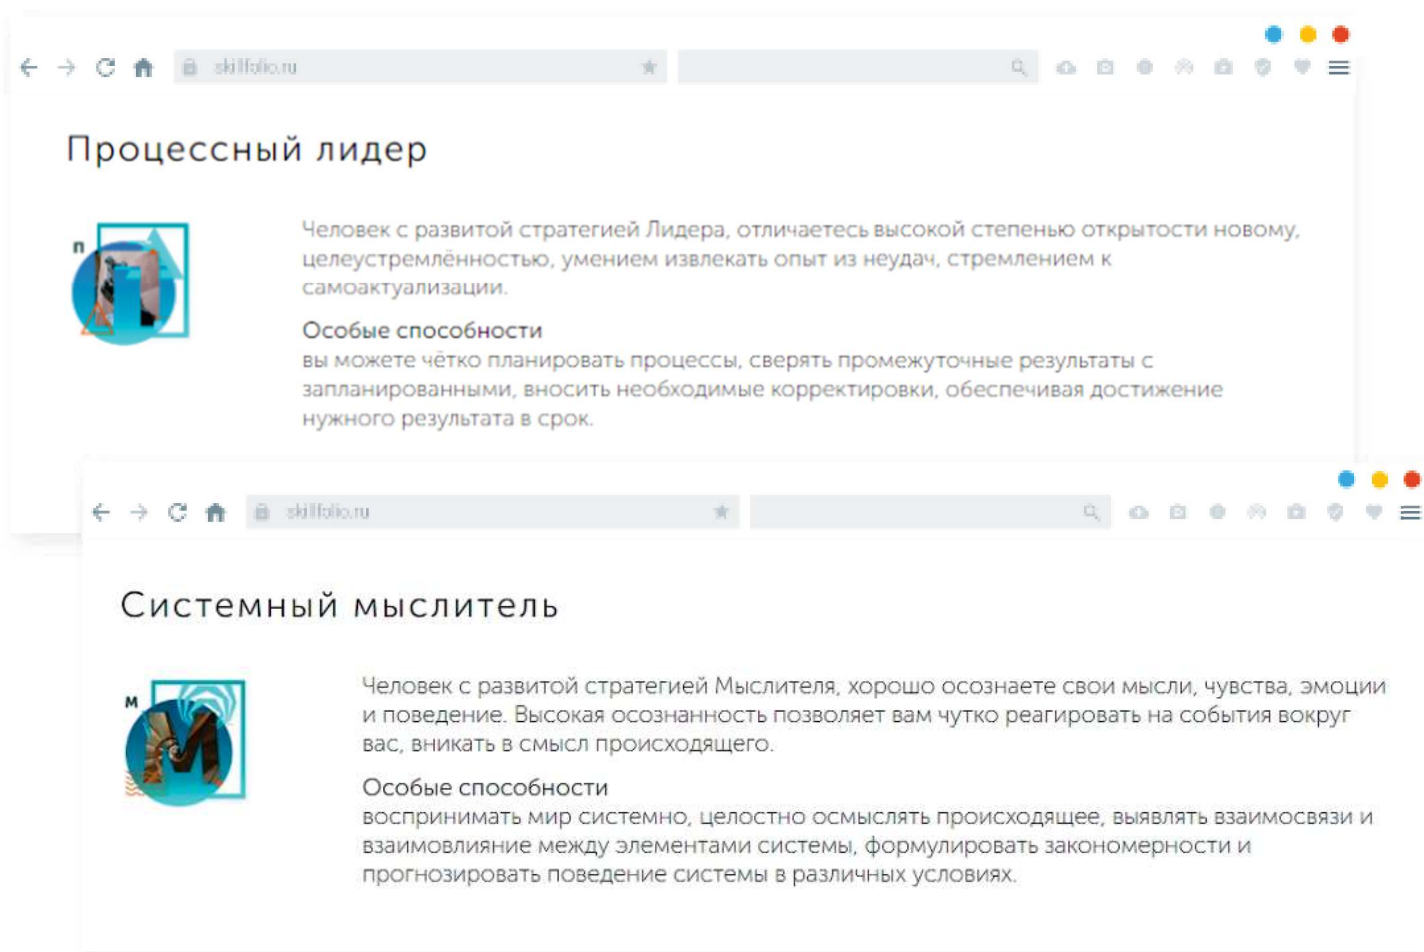 skillfolio.ru
Процессный лидер
П
Человек с развитой стратегией Лидера, отличаетесь высокой степенью открытости новому,
целеустремлённостью, умением извлекать опыт из неудач, стремлением к
самоактуализации.
Особые способности
вы можете чётко планировать процессы, сверять промежуточные результаты с
запланированными, вносить необходимые корректировки, обеспечивая достижение
нужного результата в срок.
skillfolio.ru
Системный мыслитель
М
М
Человек с развитой стратегией Мыслителя, хорошо осознаете свои мысли, чувства, эмоции
и поведение. Высокая осознанность позволяет вам чутко реагировать на события вокруг
вас, вникать в смысл происходящего.
Особые способности
воспринимать мир системно, целостно осмыслять происходящее, выявлять взаимосвязи и
взаимовлияние между элементами системы, формулировать закономерности и
прогнозировать поведение системы в различных условиях.